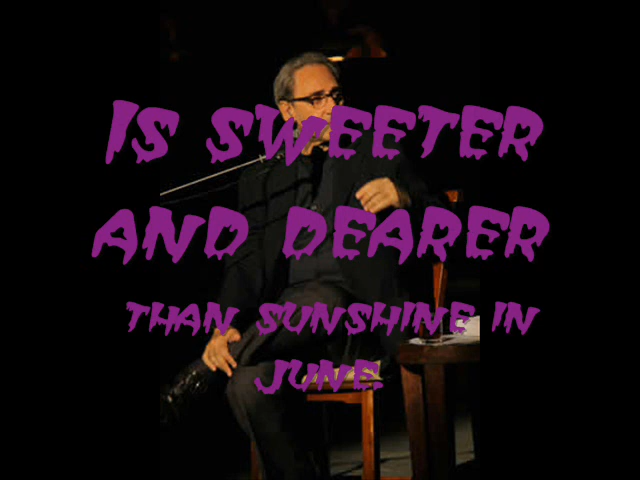 Is sweeter
and dearer
than sunshine in
June.